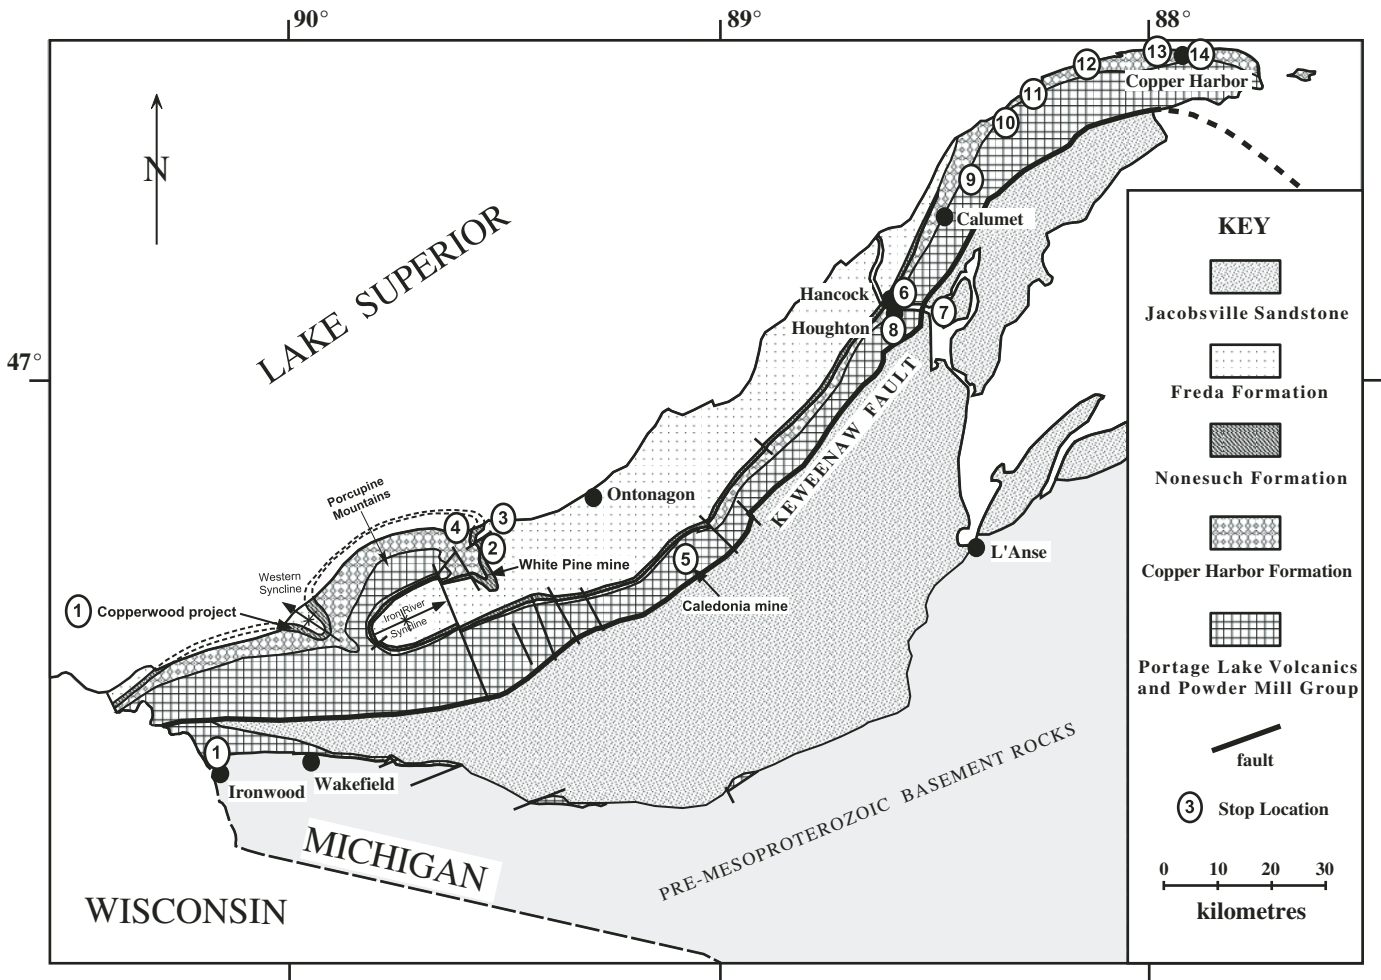 90°
89°
88°
13
14
12
Copper Harbor
11
10
N
9
Calumet
LAKE SUPERIOR
Hancock
6
7
Houghton
8
47°
KEWEENAW FAULT
Porcupine
Mountains
Ontonagon
4
3
2
L'Anse
White Pine mine
5
Western
Syncline
Iron River
Syncline
Caledonia mine
1
Copperwood project
1
Ironwood
Wakefield
MICHIGAN
WISCONSIN
PRE-MESOPROTEROZOIC BASEMENT ROCKS
KEY
Jacobsville Sandstone
Freda Formation
Nonesuch Formation
Copper Harbor Formation
Portage Lake Volcanics
and Powder Mill Group
fault
3
Stop Location
0 10 20 30
kilometres